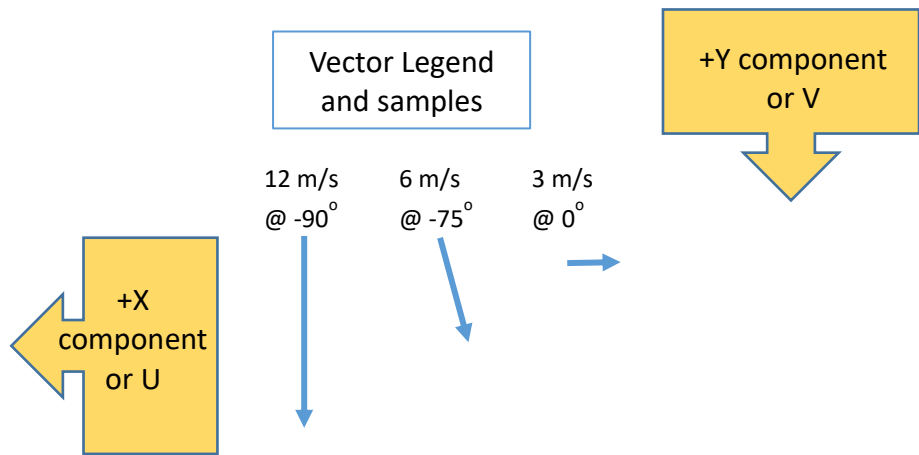 Vector Legend
and samples
+Y component
or V
12 m/s
@ -90°
6 m/s
@ -75°
3 m/s
@ 0°
+X
component
or U